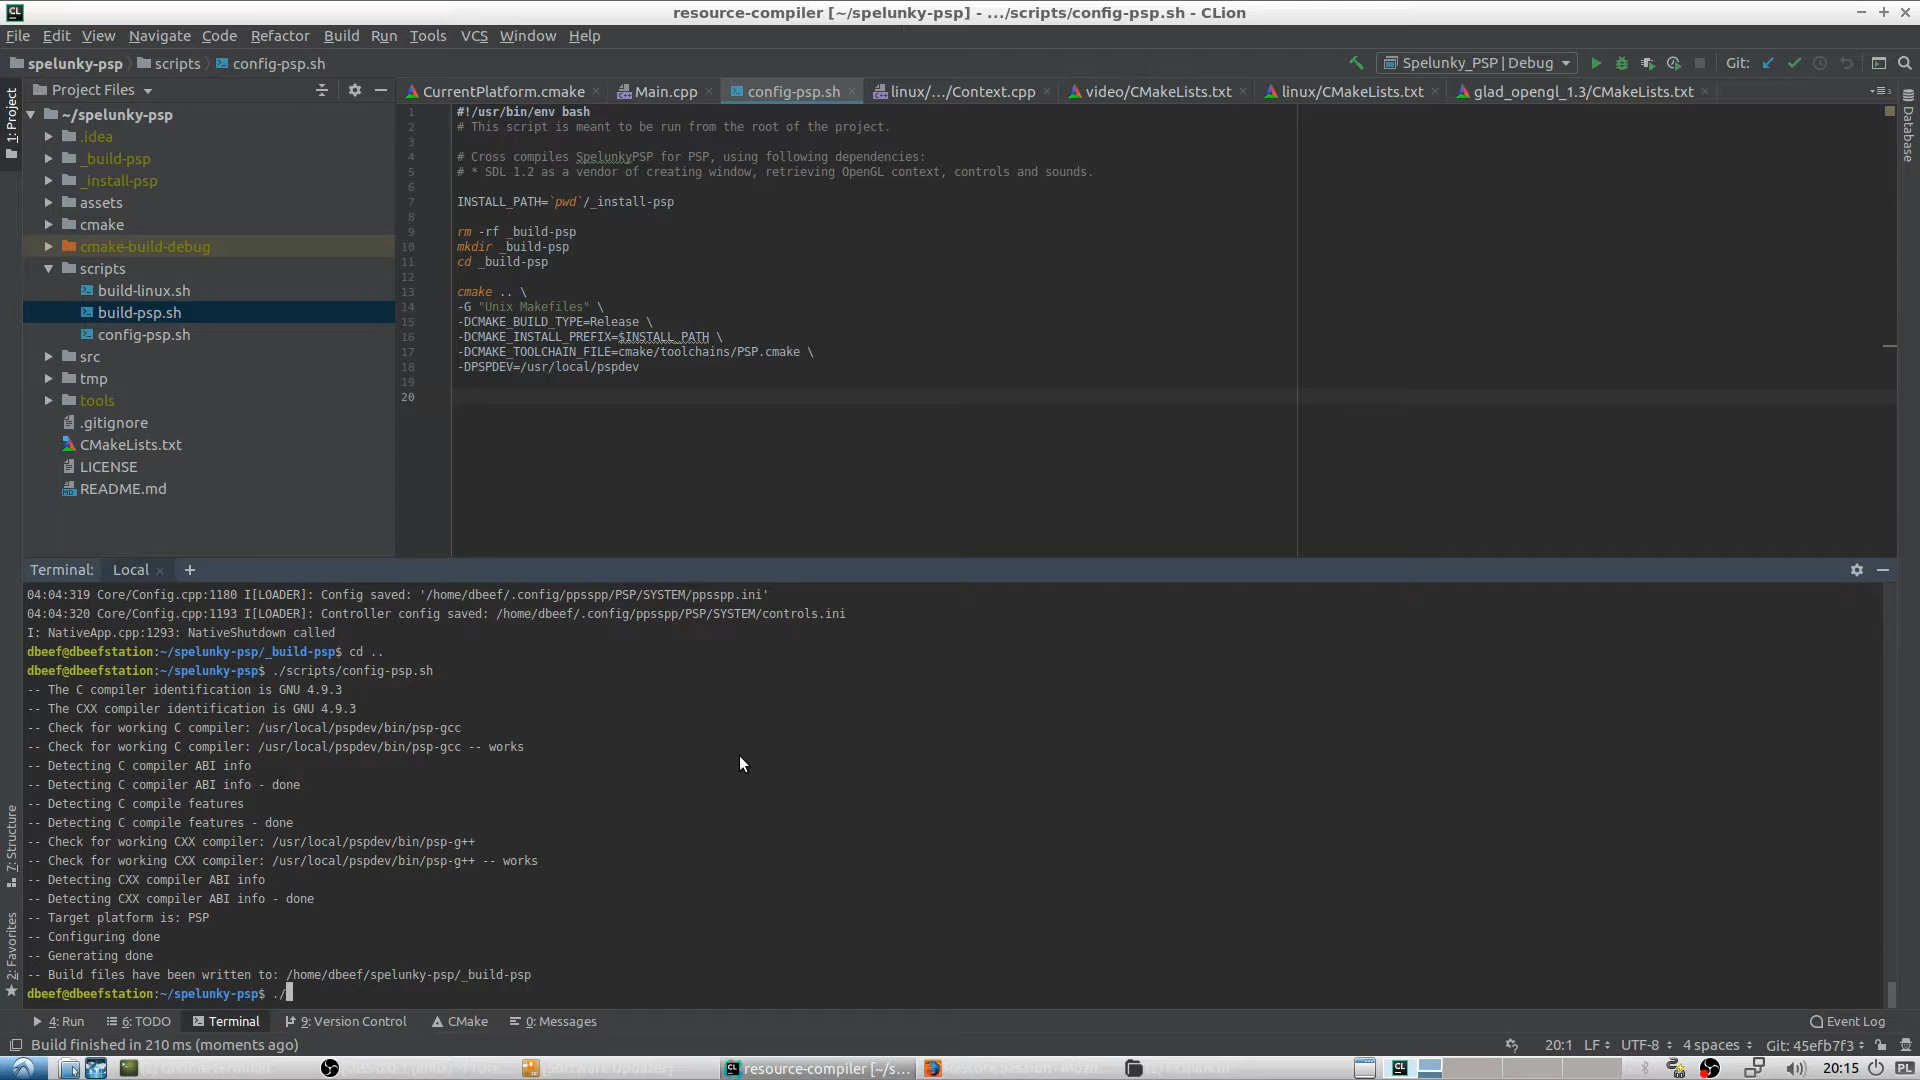 resource-compiler [~/spelunky-psp] - .../scripts/config-psp.sh - CLion
File Edit View Navigate Code Refactor Build Run Tools VCS Window Help
spelunky-psp scripts config-psp.sh
Spelunky_PSP | Debug
Git:
Project Files
CurrentPlatform.cmake
Main.cpp
config-psp.sh
linux/.../Context.cpp
video/CMakeLists.txt
linux/CMakeLists.txt
glad_opengl_1.3/CMakeLists.txt
1: Project
Database
~/spelunky-psp
.idea
_build-psp
_install-psp
assets
cmake
cmake-build-debug
scripts
build-linux.sh
build-psp.sh
config-psp.sh
src
tmp
tools
.gitignore
CMakeLists.txt
LICENSE
README.md
1 #!/usr/bin/env bash
2 # This script is meant to be run from the root of the project.
3
4 # Cross compiles SpelunkyPSP for PSP, using following dependencies:
5 # * SDL 1.2 as a vendor of creating window, retrieving OpenGL context, controls and sounds.
6
7 INSTALL_PATH=`pwd`/_install-psp
8
9 rm -rf _build-psp
10 mkdir _build-psp
11 cd _build-psp
12
13 cmake .. \
14 -G "Unix Makefiles" \
15 -DCMAKE_BUILD_TYPE=Release \
16 -DCMAKE_INSTALL_PREFIX=$INSTALL_PATH \
17 -DCMAKE_TOOLCHAIN_FILE=cmake/toolchains/PSP.cmake \
18 -DPSPDEV=/usr/local/pspdev
19
20
Terminal: Local
04:04:319 Core/Config.cpp:1180 I[LOADER]: Config saved: '/home/dbeef/.config/ppsspp/PSP/SYSTEM/ppsspp.ini'
04:04:320 Core/Config.cpp:1193 I[LOADER]: Controller config saved: /home/dbeef/.config/ppsspp/PSP/SYSTEM/controls.ini
I: NativeApp.cpp:1293: NativeShutdown called
dbeef@dbeefstation:~/spelunky-psp/_build-psp$ cd ..
dbeef@dbeefstation:~/spelunky-psp$ ./scripts/config-psp.sh
-- The C compiler identification is GNU 4.9.3
-- The CXX compiler identification is GNU 4.9.3
-- Check for working C compiler: /usr/local/pspdev/bin/psp-gcc
-- Check for working C compiler: /usr/local/pspdev/bin/psp-gcc -- works
-- Detecting C compiler ABI info
-- Detecting C compiler ABI info - done
-- Detecting C compile features
-- Detecting C compile features - done
-- Check for working CXX compiler: /usr/local/pspdev/bin/psp-g++
-- Check for working CXX compiler: /usr/local/pspdev/bin/psp-g++ -- works
-- Detecting CXX compiler ABI info
-- Detecting CXX compiler ABI info - done
-- Target platform is: PSP
-- Configuring done
-- Generating done
-- Build files have been written to: /home/dbeef/spelunky-psp/_build-psp
dbeef@dbeefstation:~/spelunky-psp$ ./
7: Structure
2: Favorites
4: Run
6: TODO
Terminal
9: Version Control
CMake
0: Messages
Event Log
Build finished in 210 ms (moments ago)
20:1 LF UTF-8 4 spaces Git: 45efb7f3
resource-compiler [~/s...
20:15
PL